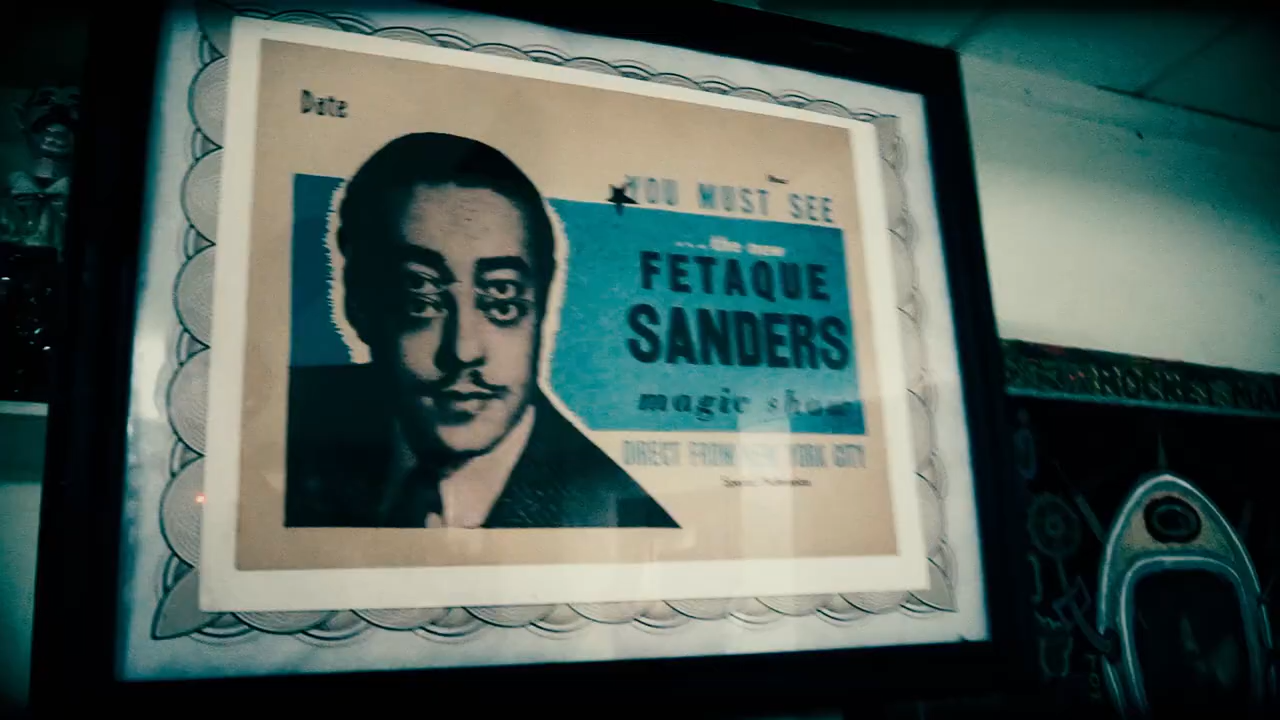 Date
YOU MUST SEE
...the new
FETAQUE
SANDERS
magic show
DIRECT FROM NEW YORK CITY